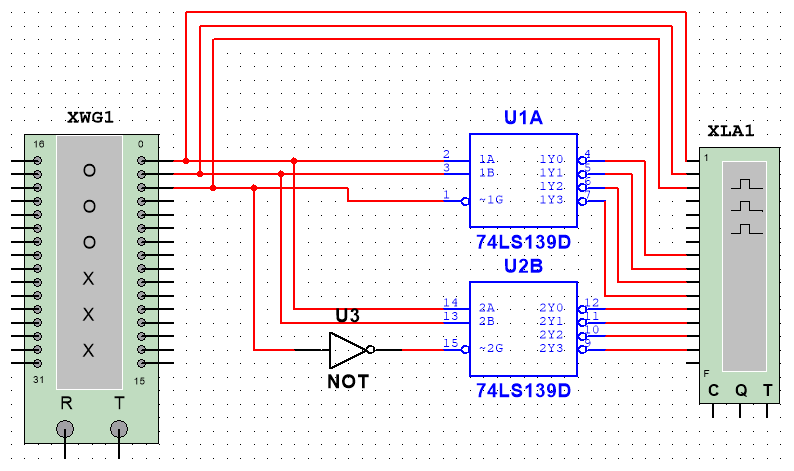 XWG1
16
0
O
O
O
X
X
X
31
15
R
T
U1A
2
1A
1Y0
4
3
1B
1Y1
5
1Y2
6
1
~1G
1Y3
7
74LS139D
U2B
14
2A
2Y0
12
13
2B
2Y1
11
2Y2
10
15
~2G
2Y3
9
74LS139D
U3
NOT
XLA1
1
F
C Q T